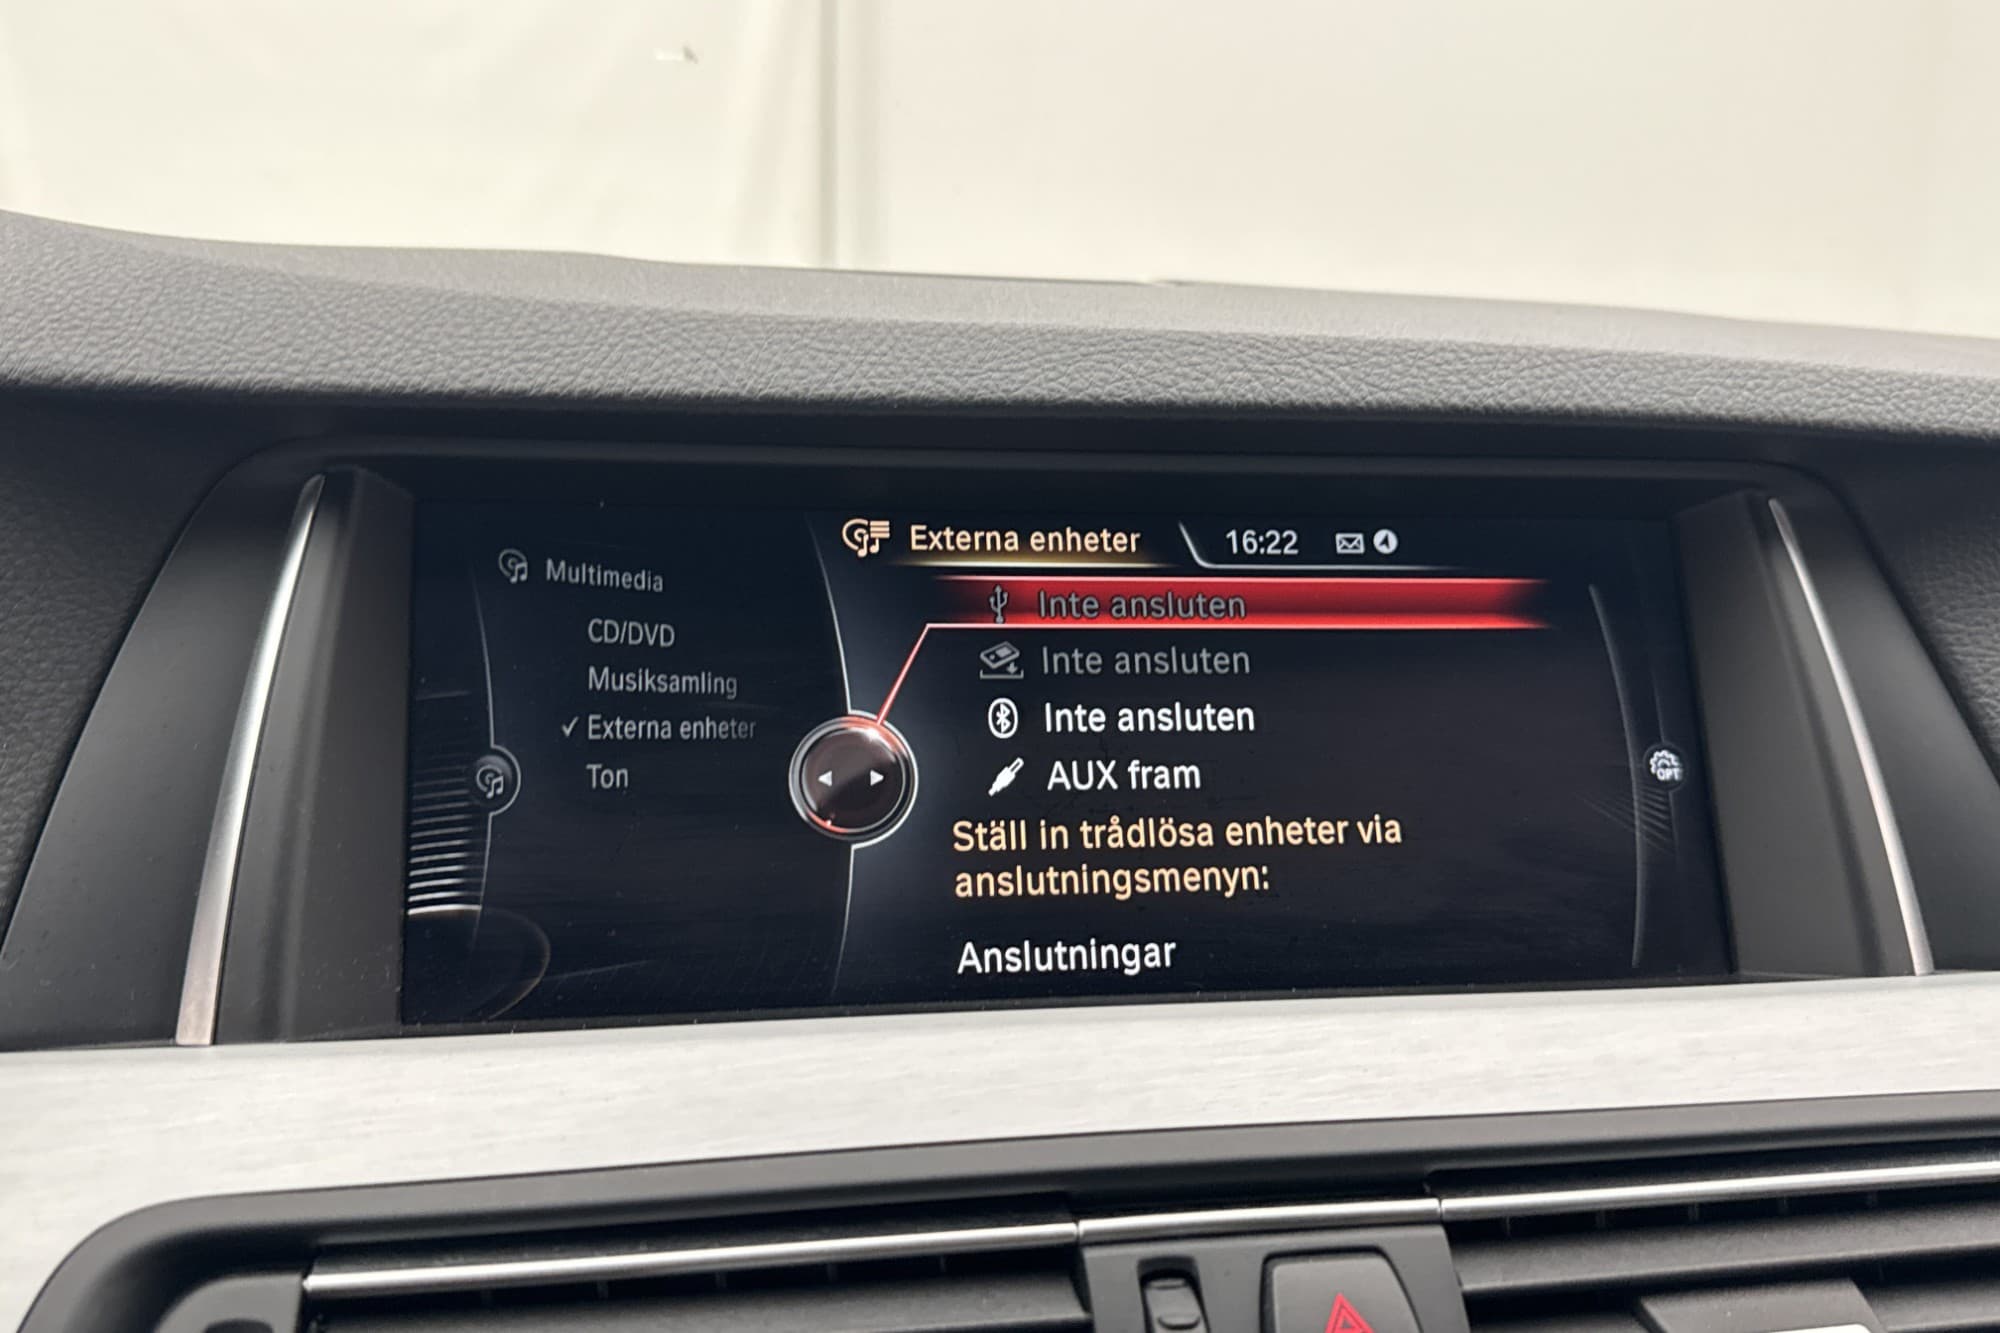 Multimedia
CD/DVD
Musiksamling
✓ Externa enheter
Ton
Externa enheter 16:22
Inte ansluten
Inte ansluten
Inte ansluten
AUX fram
Ställ in trådlösa enheter via
anslutningsmenyn:
Anslutningar
OPT